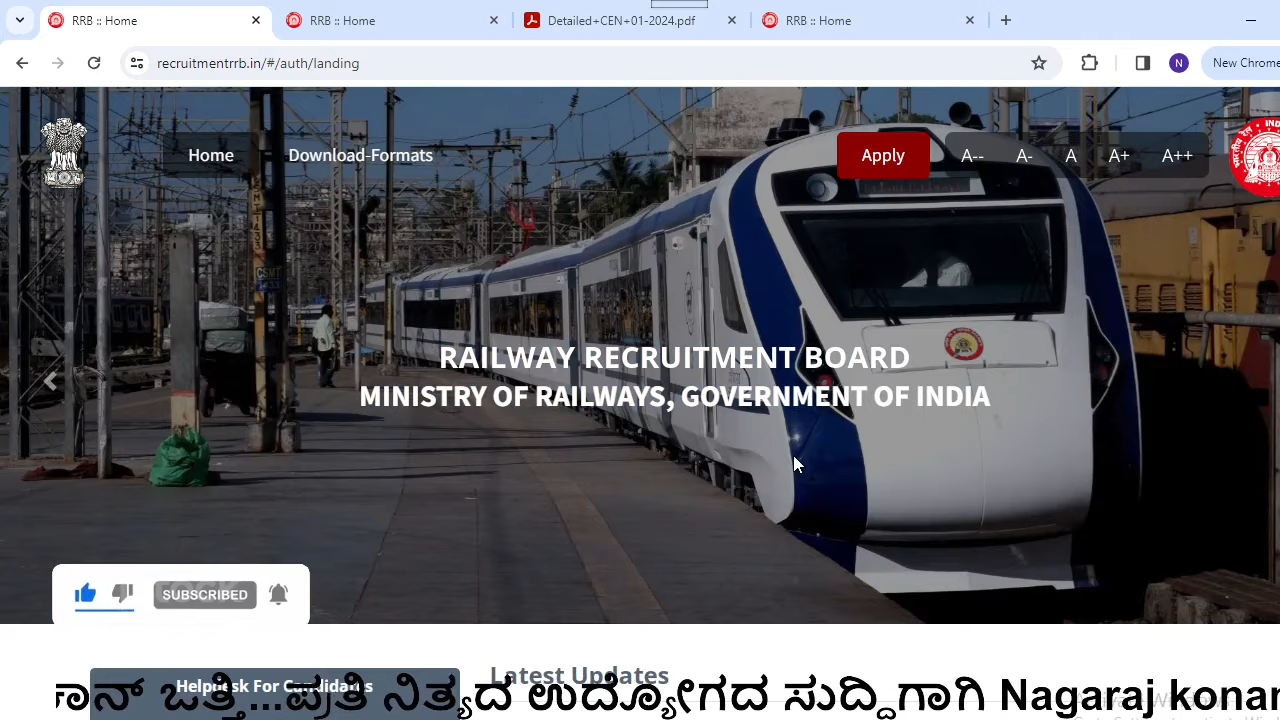 RRB :: Home
RRB :: Home
Detailed+CEN+01-2024.pdf
RRB :: Home
recruitmentrrb.in/#/auth/landing
N
New Chrome
Home
Download-Formats
Apply
A--
A-
A
A+
A++
CSMT
RAILWAY RECRUITMENT BOARD
MINISTRY OF RAILWAYS, GOVERNMENT OF INDIA
SUBSCRIBED
Latest Updates
Helpdesk For Candidates
ಒತ್ತಿ...ಪ್ರತಿ ನಿತ್ಯದ ಉದ್ಯೋಗದ ಸುದ್ದಿಗಾಗಿ Nagaraj